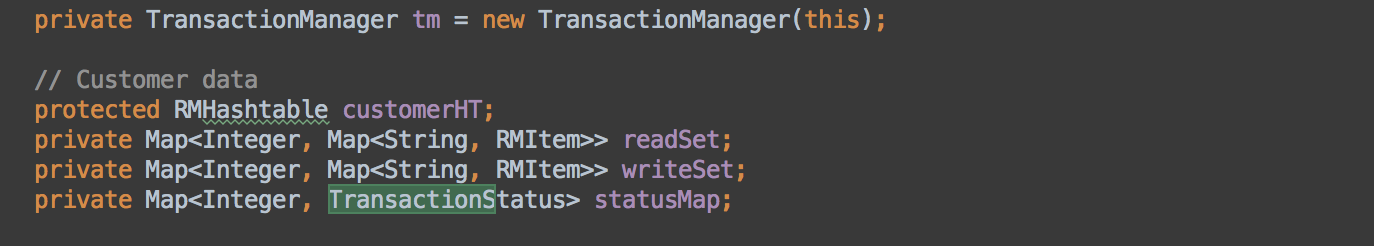 private TransactionManager tm = new TransactionManager(this);
// Customer data
protected RMHashtable customerHT;
private Map<Integer, Map<String, RMItem>> readSet;
private Map<Integer, Map<String, RMItem>> writeSet;
private Map<Integer, TransactionStatus> statusMap;